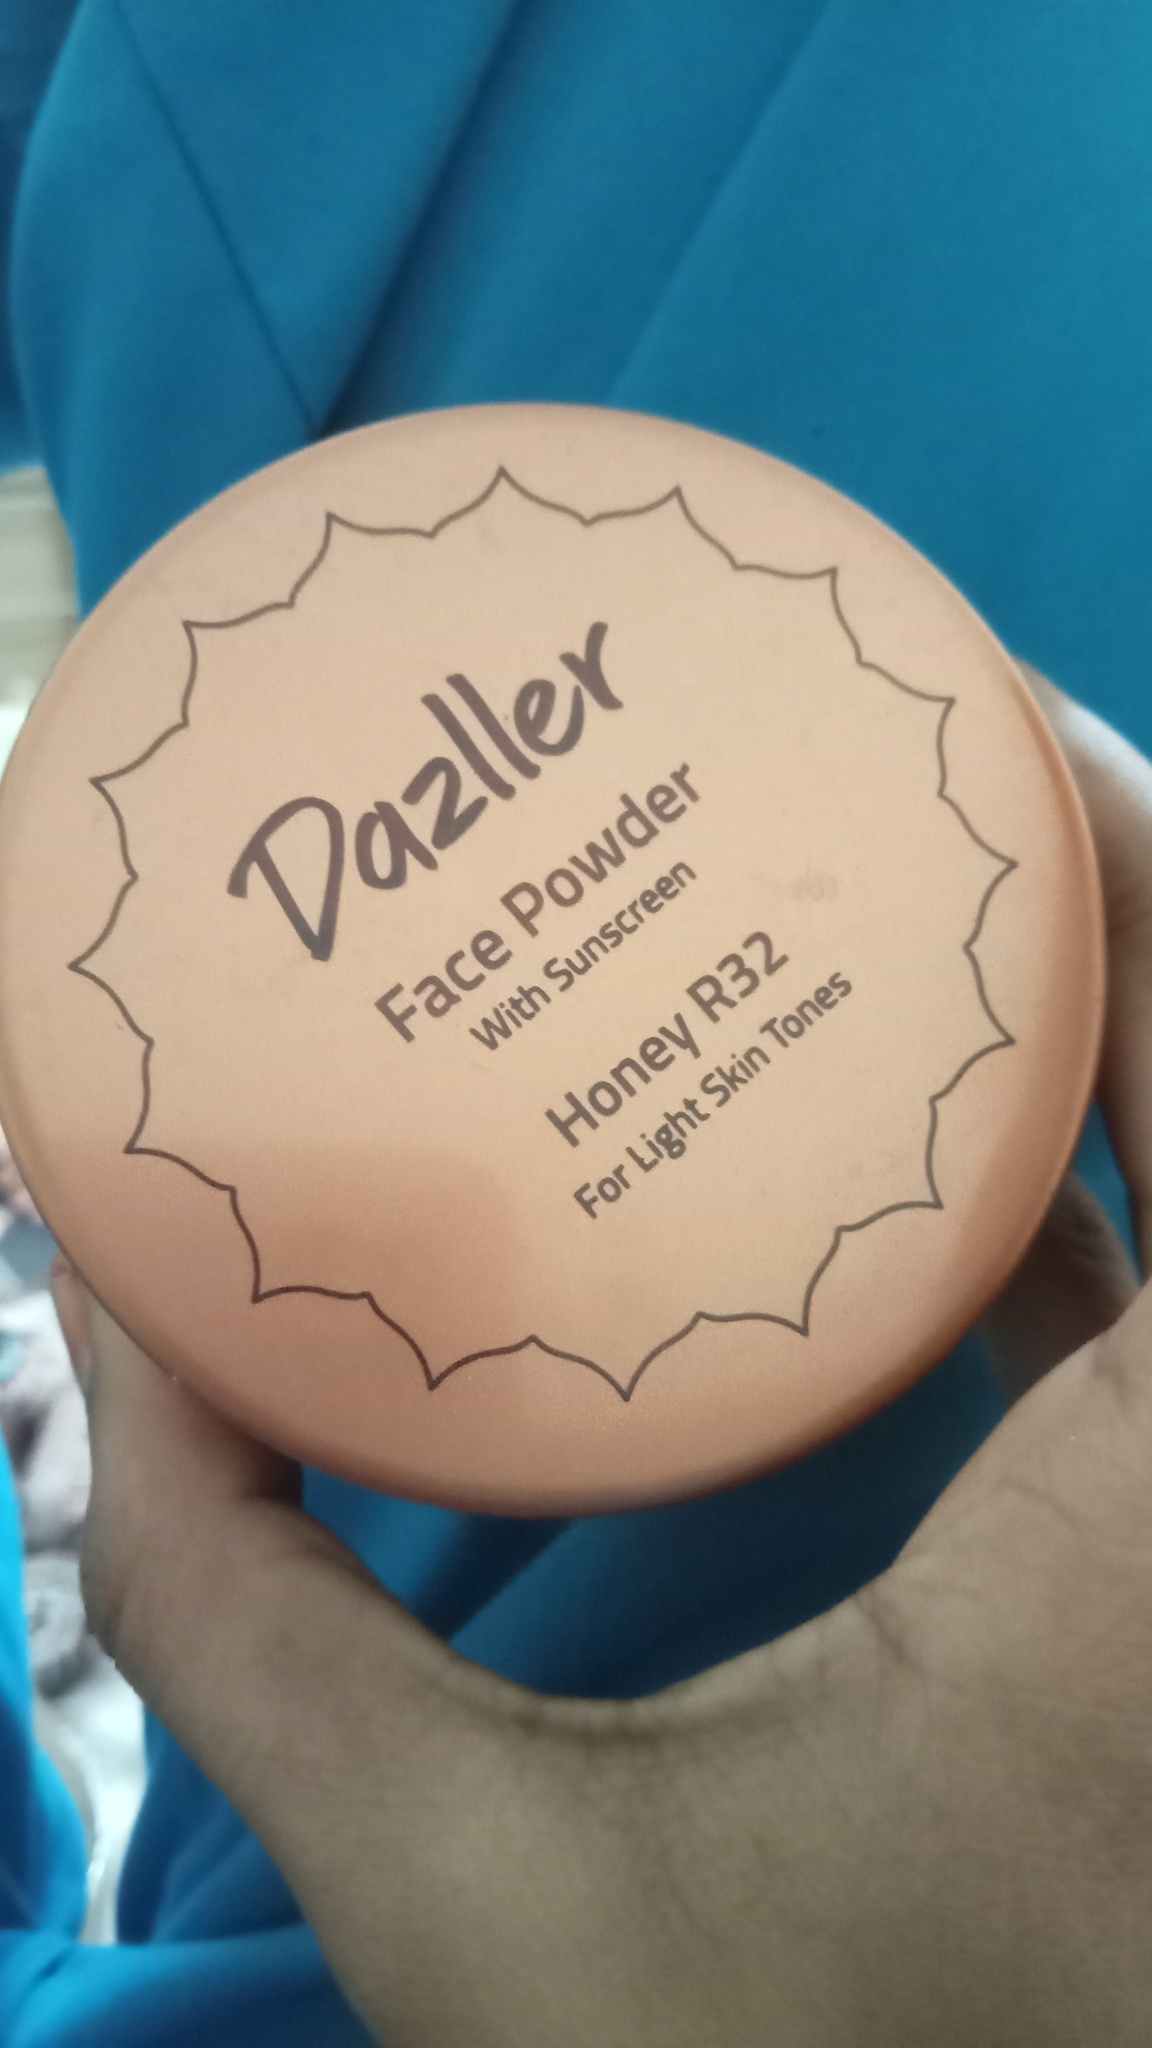 Dazller
Face Powder
With Sunscreen
Honey R32
For Light Skin Tones